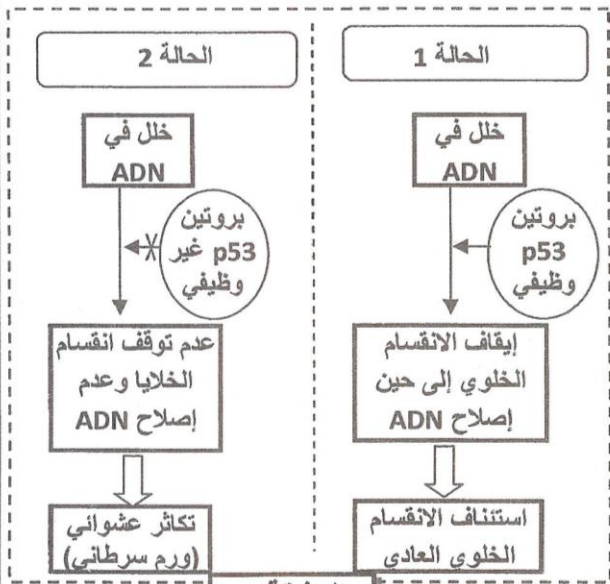 الحالة 1
خلل في
ADN
بروتين
p53
وظيفي
إيقاف الانقسام
الخلوي إلى حين
إصلاح ADN
استئناف الانقسام
الخلوي العادي
الحالة 2
خلل في
ADN
بروتين
p53 غير
وظيفي
عدم توقف انقسام
الخلايا وعدم
إصلاح ADN
تكاثر عشوائي
(ورم سرطاني)